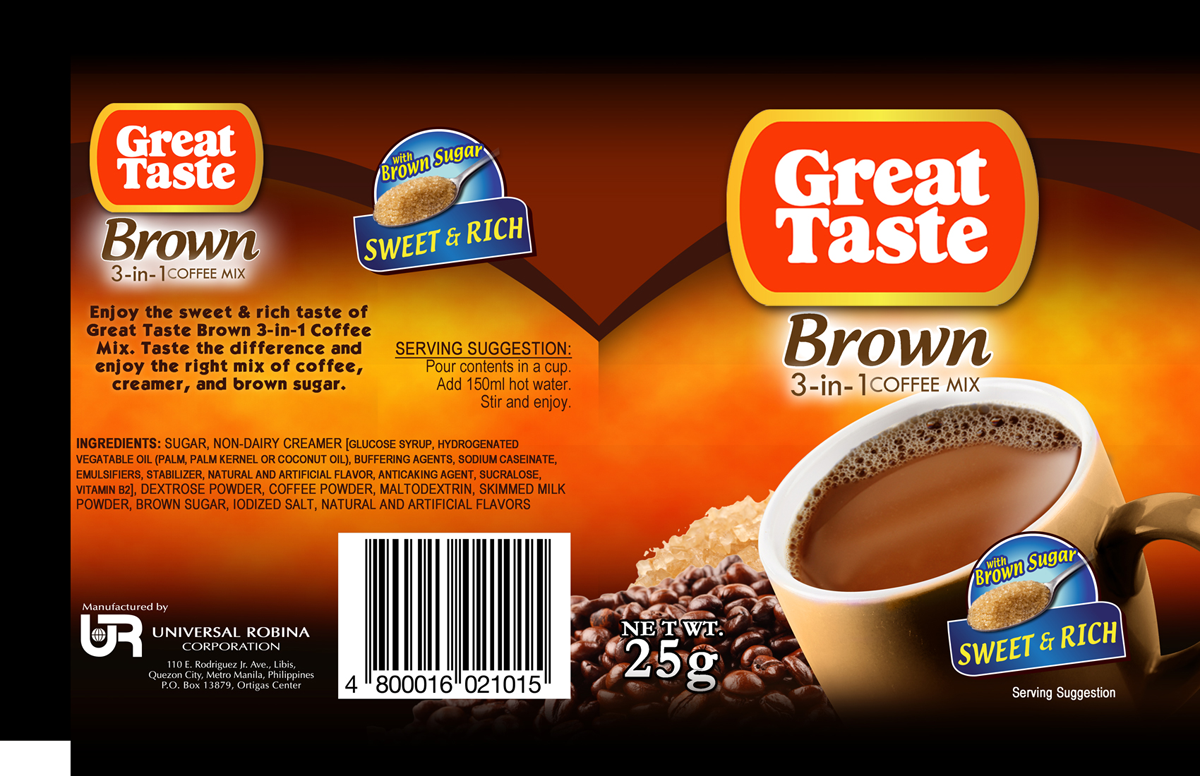 Great
Taste
Brown
3-in-1 COFFEE MIX
with
Brown Sugar
SWEET & RICH
Enjoy the sweet & rich taste of
Great Taste Brown 3-in-1 Coffee
Mix. Taste the difference and
enjoy the right mix of coffee,
creamer, and brown sugar.
SERVING SUGGESTION:
Pour contents in a cup.
Add 150ml hot water.
Stir and enjoy.
INGREDIENTS: SUGAR, NON-DAIRY CREAMER [GLUCOSE SYRUP, HYDROGENATED
VEGATABLE OIL (PALM, PALM KERNEL OR COCONUT OIL), BUFFERING AGENTS, SODIUM CASEINATE,
EMULSIFIERS, STABILIZER, NATURAL AND ARTIFICIAL FLAVOR, ANTICAKING AGENT, SUCRALOSE,
VITAMIN B2], DEXTROSE POWDER, COFFEE POWDER, MALTODEXTRIN, SKIMMED MILK
POWDER, BROWN SUGAR, IODIZED SALT, NATURAL AND ARTIFICIAL FLAVORS
Manufactured by
UR
UNIVERSAL ROBINA
CORPORATION
110 E. Rodriguez Jr. Ave., Libis,
Quezon City, Metro Manila, Philippines
P.O. Box 13879, Ortigas Center
4 800016 021015
Great
Taste
Brown
3-in-1 COFFEE MIX
NET WT.
25g
with
Brown Sugar
SWEET & RICH
Serving Suggestion